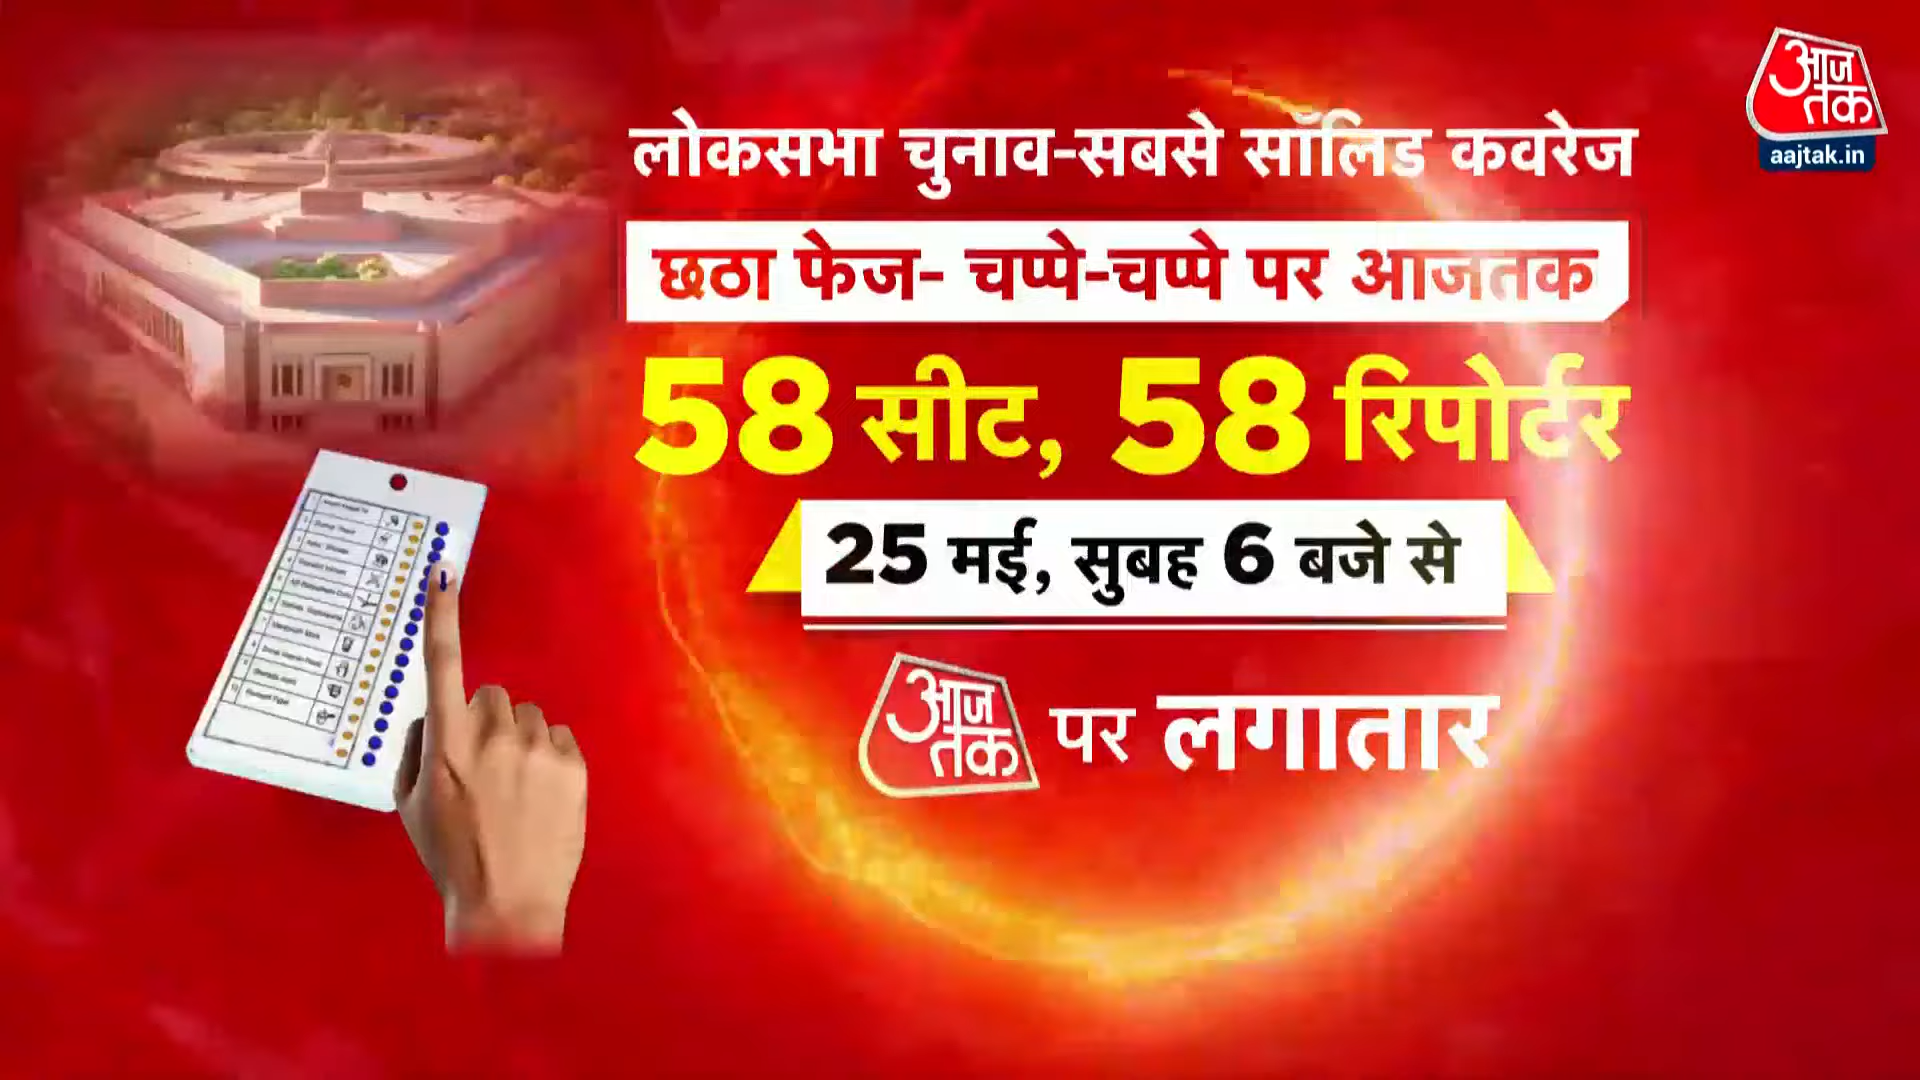 आज तक
aajtak.in
लोकसभा चुनाव-सबसे सॉलिड कवरेज
छठा फेज- चप्पे-चप्पे पर आजतक
58 सीट, 58 रिपोर्टर
25 मई, सुबह 6 बजे से
आज तक पर लगातार